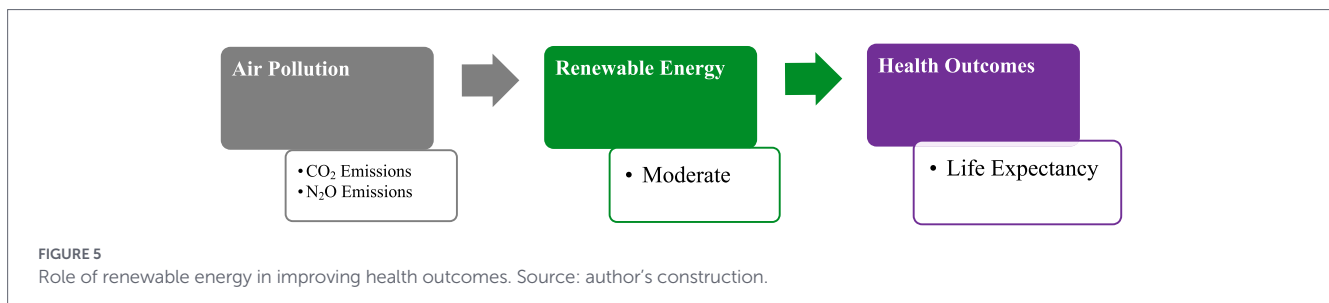 Air Pollution
Renewable Energy
Health Outcomes
• CO₂ Emissions
• N₂O Emissions
• Moderate
• Life Expectancy
FIGURE 5
Role of renewable energy in improving health outcomes. Source: author's construction.